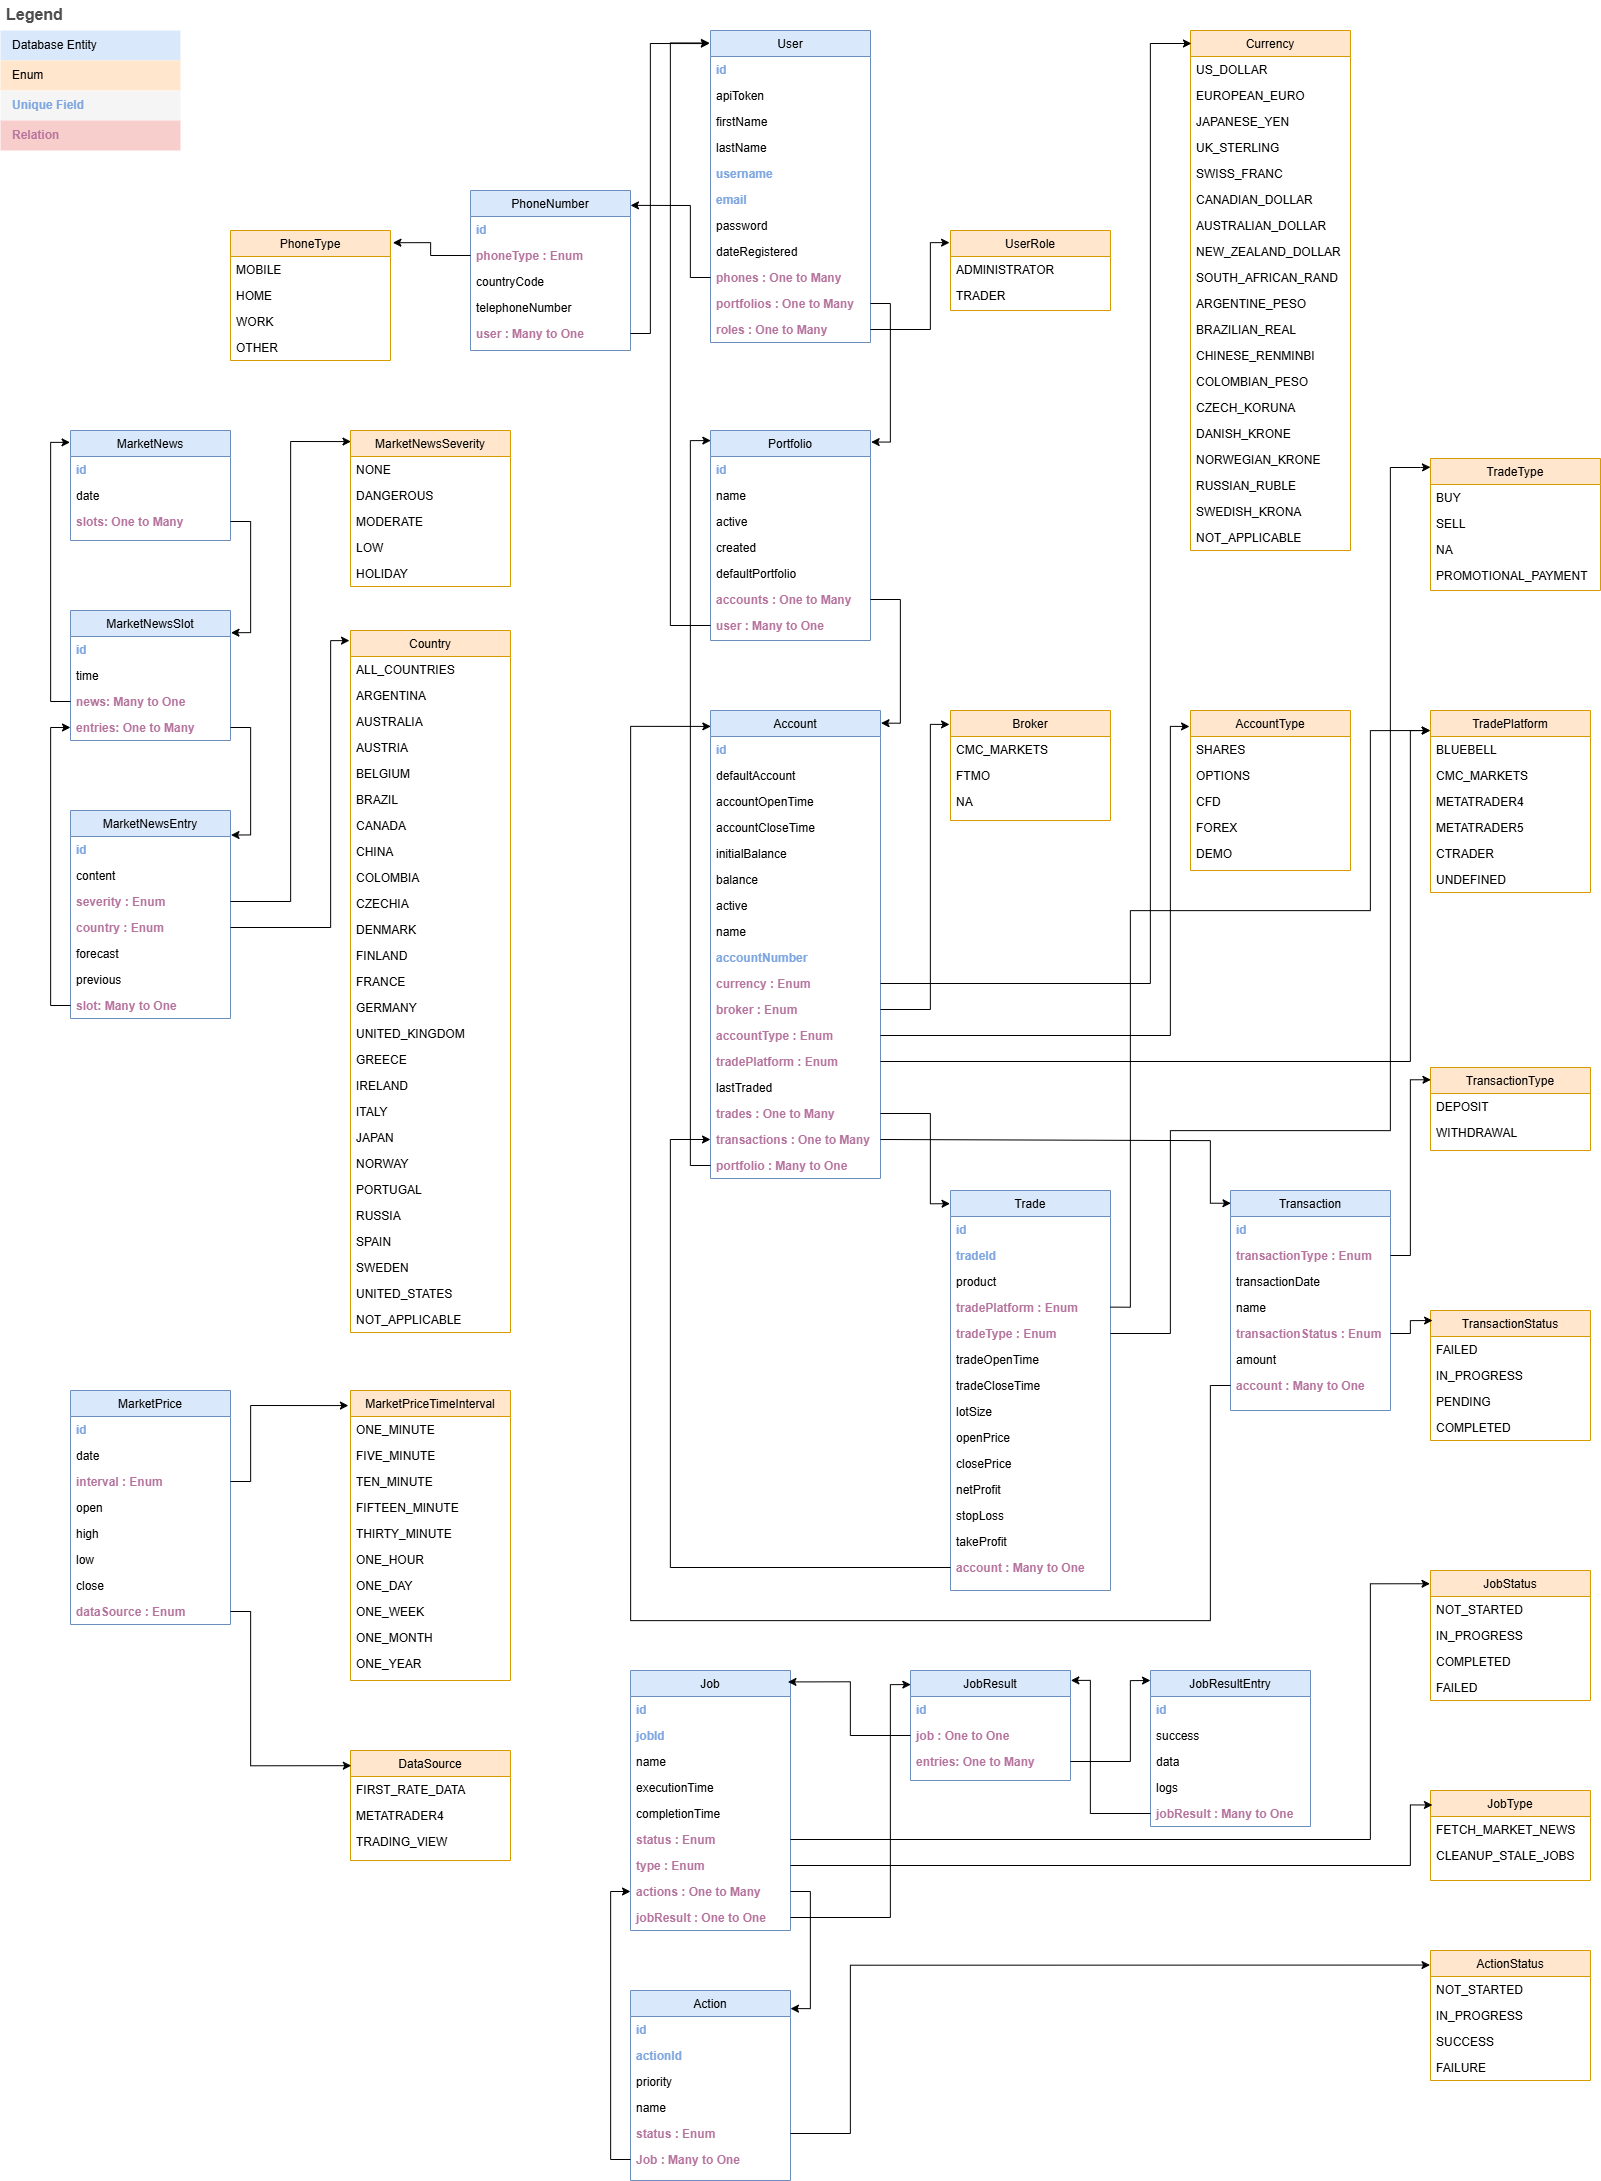 Legend
Database Entity
Enum
Unique Field
Relation
User
id
apiToken
firstName
lastName
username
email
password
dateRegistered
phones : One to Many
portfolios : One to Many
roles : One to Many
Currency
US_DOLLAR
EUROPEAN_EURO
JAPANESE_YEN
UK_STERLING
SWISS_FRANC
CANADIAN_DOLLAR
AUSTRALIAN_DOLLAR
NEW_ZEALAND_DOLLAR
SOUTH_AFRICAN_RAND
ARGENTINE_PESO
BRAZILIAN_REAL
CHINESE_RENMINBI
COLOMBIAN_PESO
CZECH_KORUNA
DANISH_KRONE
NORWEGIAN_KRONE
RUSSIAN_RUBLE
SWEDISH_KRONA
NOT_APPLICABLE
PhoneNumber
id
phoneType : Enum
countryCode
telephoneNumber
user : Many to One
PhoneType
MOBILE
HOME
WORK
OTHER
UserRole
ADMINISTRATOR
TRADER
MarketNews
id
date
slots: One to Many
MarketNewsSeverity
NONE
DANGEROUS
MODERATE
LOW
HOLIDAY
Portfolio
id
name
active
created
defaultPortfolio
accounts : One to Many
user : Many to One
TradeType
BUY
SELL
NA
PROMOTIONAL_PAYMENT
MarketNewsSlot
id
time
news: Many to One
entries: One to Many
Country
ALL_COUNTRIES
ARGENTINA
AUSTRALIA
AUSTRIA
BELGIUM
BRAZIL
CANADA
CHINA
COLOMBIA
CZECHIA
DENMARK
FINLAND
FRANCE
GERMANY
UNITED_KINGDOM
GREECE
IRELAND
ITALY
JAPAN
NORWAY
PORTUGAL
RUSSIA
SPAIN
SWEDEN
UNITED_STATES
NOT_APPLICABLE
MarketNewsEntry
id
content
severity : Enum
country : Enum
forecast
previous
slot: Many to One
Account
id
defaultAccount
accountOpenTime
accountCloseTime
initialBalance
balance
active
name
accountNumber
currency : Enum
broker : Enum
accountType : Enum
tradePlatform : Enum
lastTraded
trades : One to Many
transactions : One to Many
portfolio : Many to One
Broker
CMC_MARKETS
FTMO
NA
AccountType
SHARES
OPTIONS
CFD
FOREX
DEMO
TradePlatform
BLUEBELL
CMC_MARKETS
METATRADER4
METATRADER5
CTRADER
UNDEFINED
TransactionType
DEPOSIT
WITHDRAWAL
Trade
id
tradeId
product
tradePlatform : Enum
tradeType : Enum
tradeOpenTime
tradeCloseTime
lotSize
openPrice
closePrice
netProfit
stopLoss
takeProfit
account : Many to One
Transaction
id
transactionType : Enum
transactionDate
name
transactionStatus : Enum
amount
account : Many to One
TransactionStatus
FAILED
IN_PROGRESS
PENDING
COMPLETED
MarketPrice
id
date
interval : Enum
open
high
low
close
dataSource : Enum
MarketPriceTimeInterval
ONE_MINUTE
FIVE_MINUTE
TEN_MINUTE
FIFTEEN_MINUTE
THIRTY_MINUTE
ONE_HOUR
ONE_DAY
ONE_WEEK
ONE_MONTH
ONE_YEAR
DataSource
FIRST_RATE_DATA
METATRADER4
TRADING_VIEW
JobStatus
NOT_STARTED
IN_PROGRESS
COMPLETED
FAILED
Job
id
jobId
name
executionTime
completionTime
status : Enum
type : Enum
actions : One to Many
jobResult : One to One
JobResult
id
job : One to One
entries: One to Many
JobResultEntry
id
success
data
logs
jobResult : Many to One
JobType
FETCH_MARKET_NEWS
CLEANUP_STALE_JOBS
Action
id
actionId
priority
name
status : Enum
Job : Many to One
ActionStatus
NOT_STARTED
IN_PROGRESS
SUCCESS
FAILURE